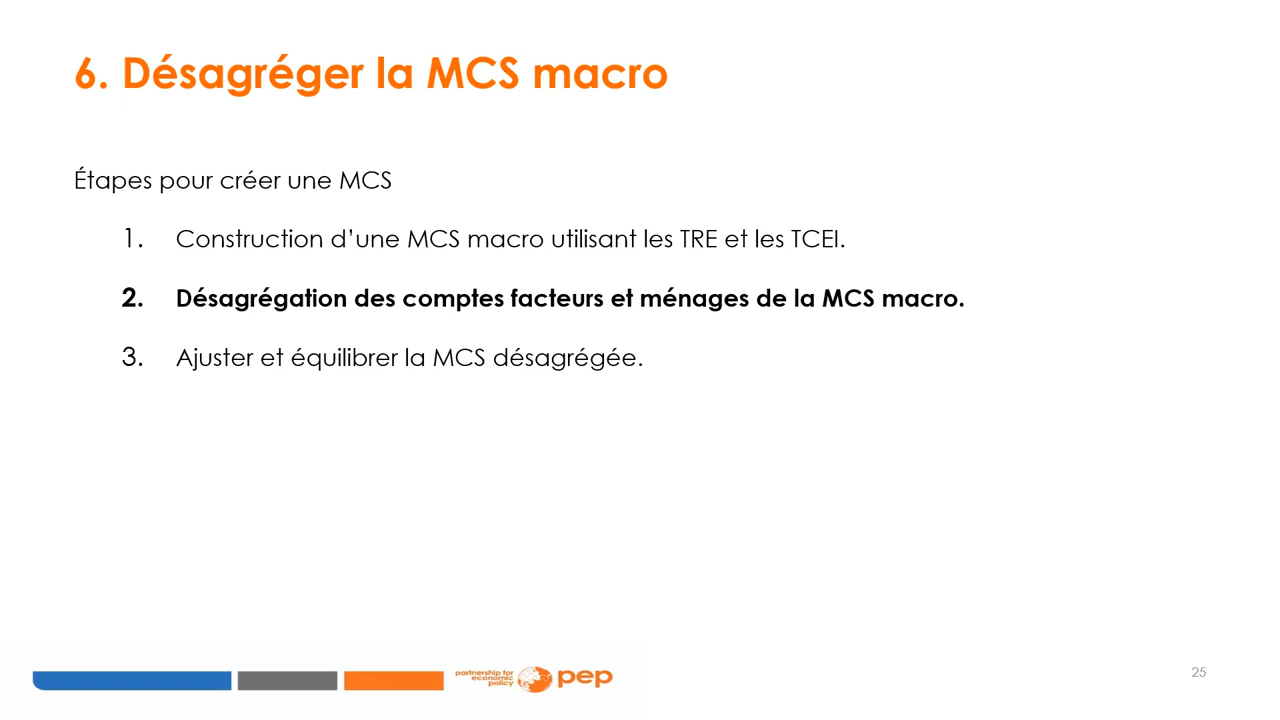 6. Désagréger la MCS macro
Étapes pour créer une MCS
1. Construction d’une MCS macro utilisant les TRE et les TCEI.
2. Désagrégation des comptes facteurs et ménages de la MCS macro.
3. Ajuster et équilibrer la MCS désagrégée.
partnership for
economic
policy
pep
25